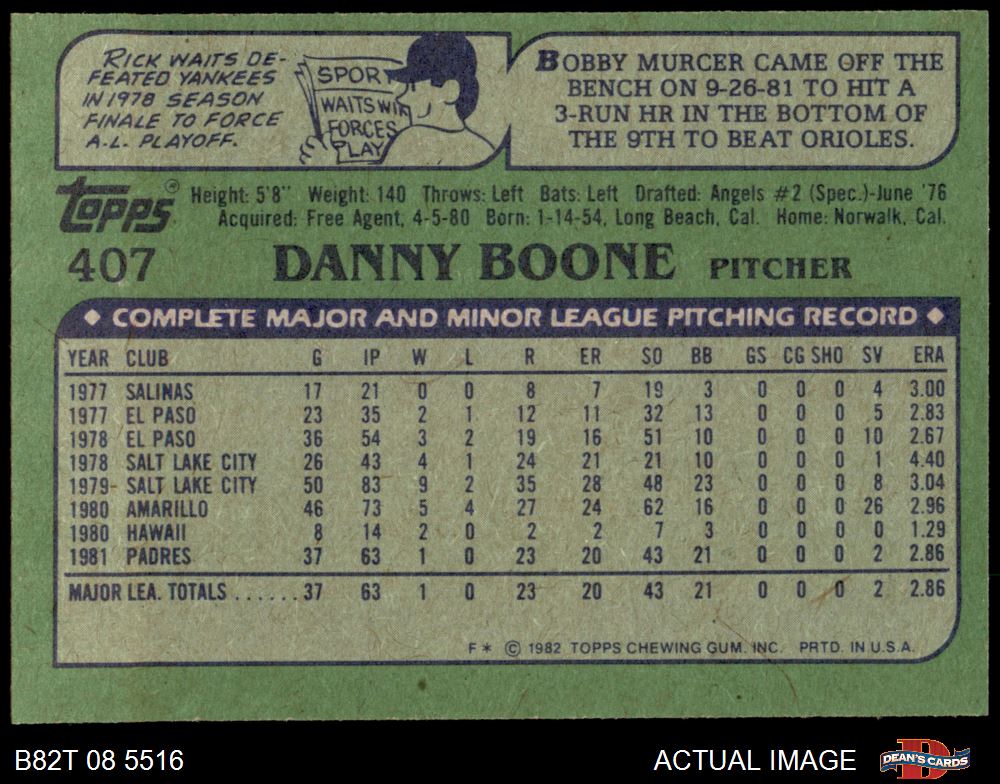 RICK WAITS DE-
FEATED YANKEES
IN 1978 SEASON
FINALE TO FORCE
A.L. PLAYOFF.
SPORT
WAITS WIN
FORCES
PLAY
BOBBY MURCER CAME OFF THE
BENCH ON 9-26-81 TO HIT A
3-RUN HR IN THE BOTTOM OF
THE 9TH TO BEAT ORIOLES.
topps®
Height: 5'8" Weight: 140 Throws: Left Bats: Left Drafted: Angels #2 (Spec.)-June '76
Acquired: Free Agent, 4-5-80 Born: 1-14-54, Long Beach, Cal. Home: Norwalk, Cal.
407 DANNY BOONE PITCHER
◆ COMPLETE MAJOR AND MINOR LEAGUE PITCHING RECORD ◆
YEAR CLUB G IP W L R ER SO BB GS CG SHO SV ERA
1977 SALINAS 17 21 0 0 8 7 19 3 0 0 0 4 3.00
1977 EL PASO 23 35 2 1 12 11 32 13 0 0 0 5 2.83
1978 EL PASO 36 54 3 2 19 16 51 10 0 0 0 10 2.67
1978 SALT LAKE CITY 26 43 4 1 24 21 21 10 0 0 0 1 4.40
1979 SALT LAKE CITY 50 83 9 2 35 28 48 23 0 0 0 8 3.04
1980 AMARILLO 46 73 5 4 27 24 62 16 0 0 0 26 2.96
1980 HAWAII 8 14 2 0 2 2 7 3 0 0 0 0 1.29
1981 PADRES 37 63 1 0 23 20 43 21 0 0 0 2 2.86
MAJOR LEA. TOTALS ......37 63 1 0 23 20 43 21 0 0 0 2 2.86
F* © 1982 TOPPS CHEWING GUM, INC. PRTD. IN U.S.A.
B82T 08 5516 ACTUAL IMAGE
D
DEAN'S CARDS